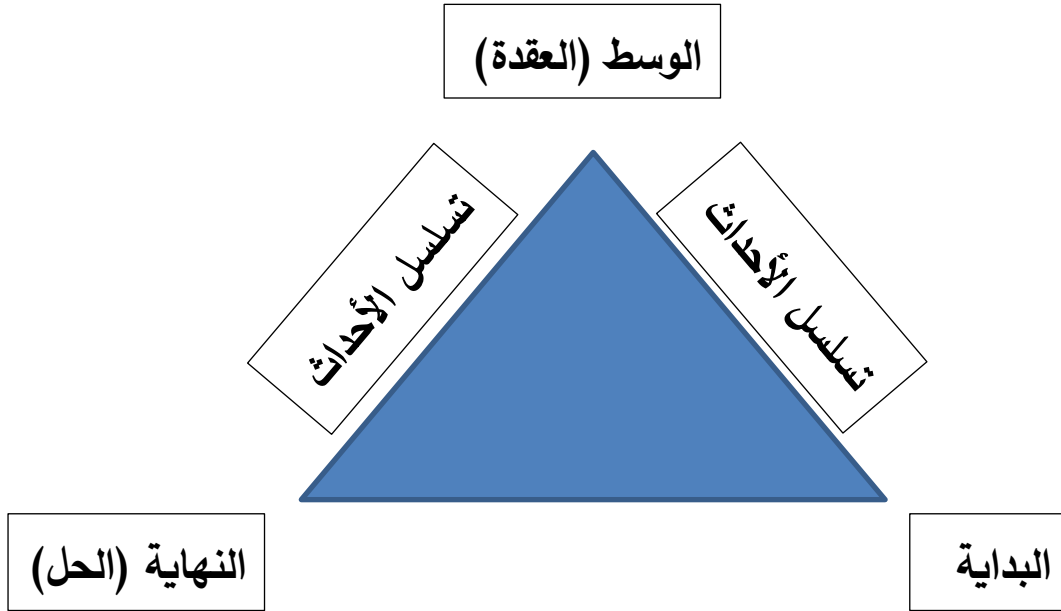 الوسط (العقدة)
تسلسل الأحداث
تسلسل الأحداث
البداية
النهاية (الحل)